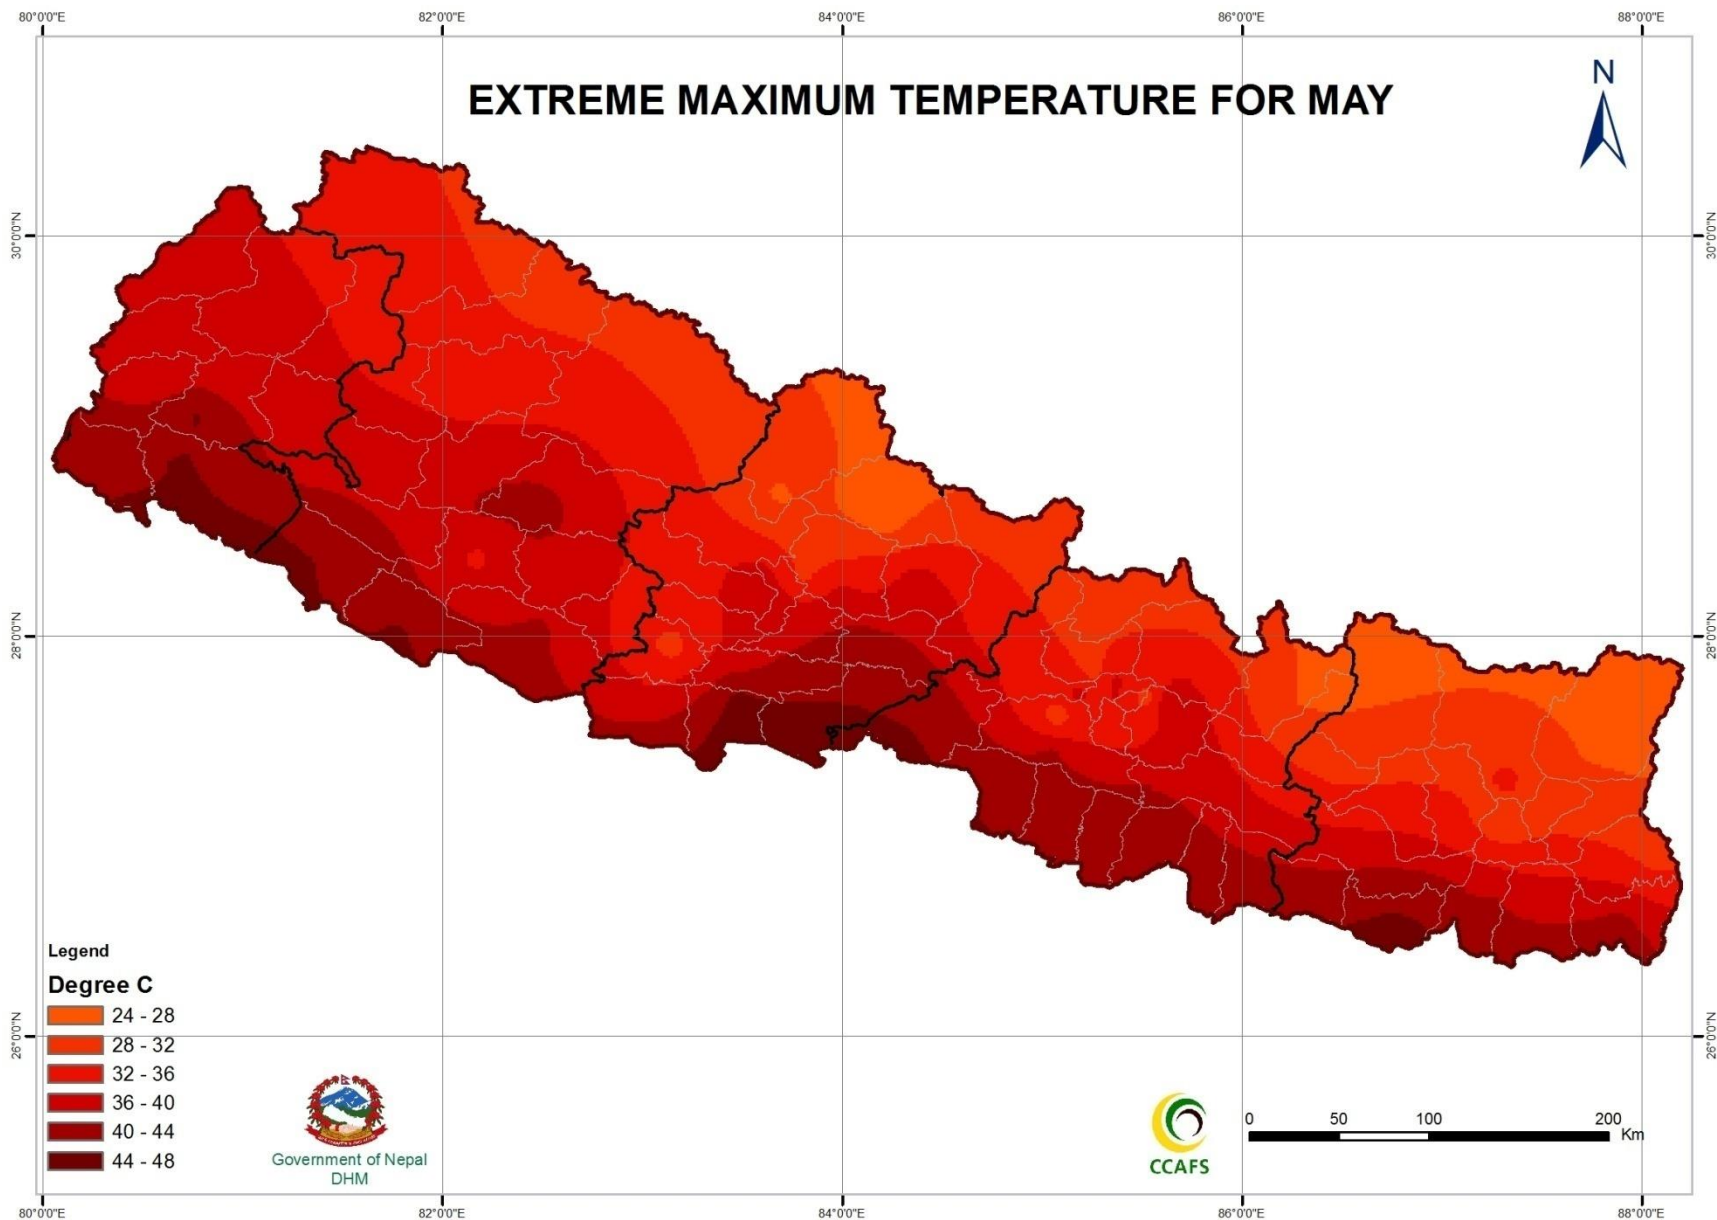 80°0'0"E 82°0'0"E 84°0'0"E 86°0'0"E 88°0'0"E
EXTREME MAXIMUM TEMPERATURE FOR MAY
N
30°0'0"N 30°0'0"N
28°0'0"N 28°0'0"N
26°0'0"N 26°0'0"N
Legend
Degree C
24 - 28
28 - 32
32 - 36
36 - 40
40 - 44
44 - 48
Government of Nepal
DHM
CCAFS
0 50 100 200
Km
80°0'0"E 82°0'0"E 84°0'0"E 86°0'0"E 88°0'0"E